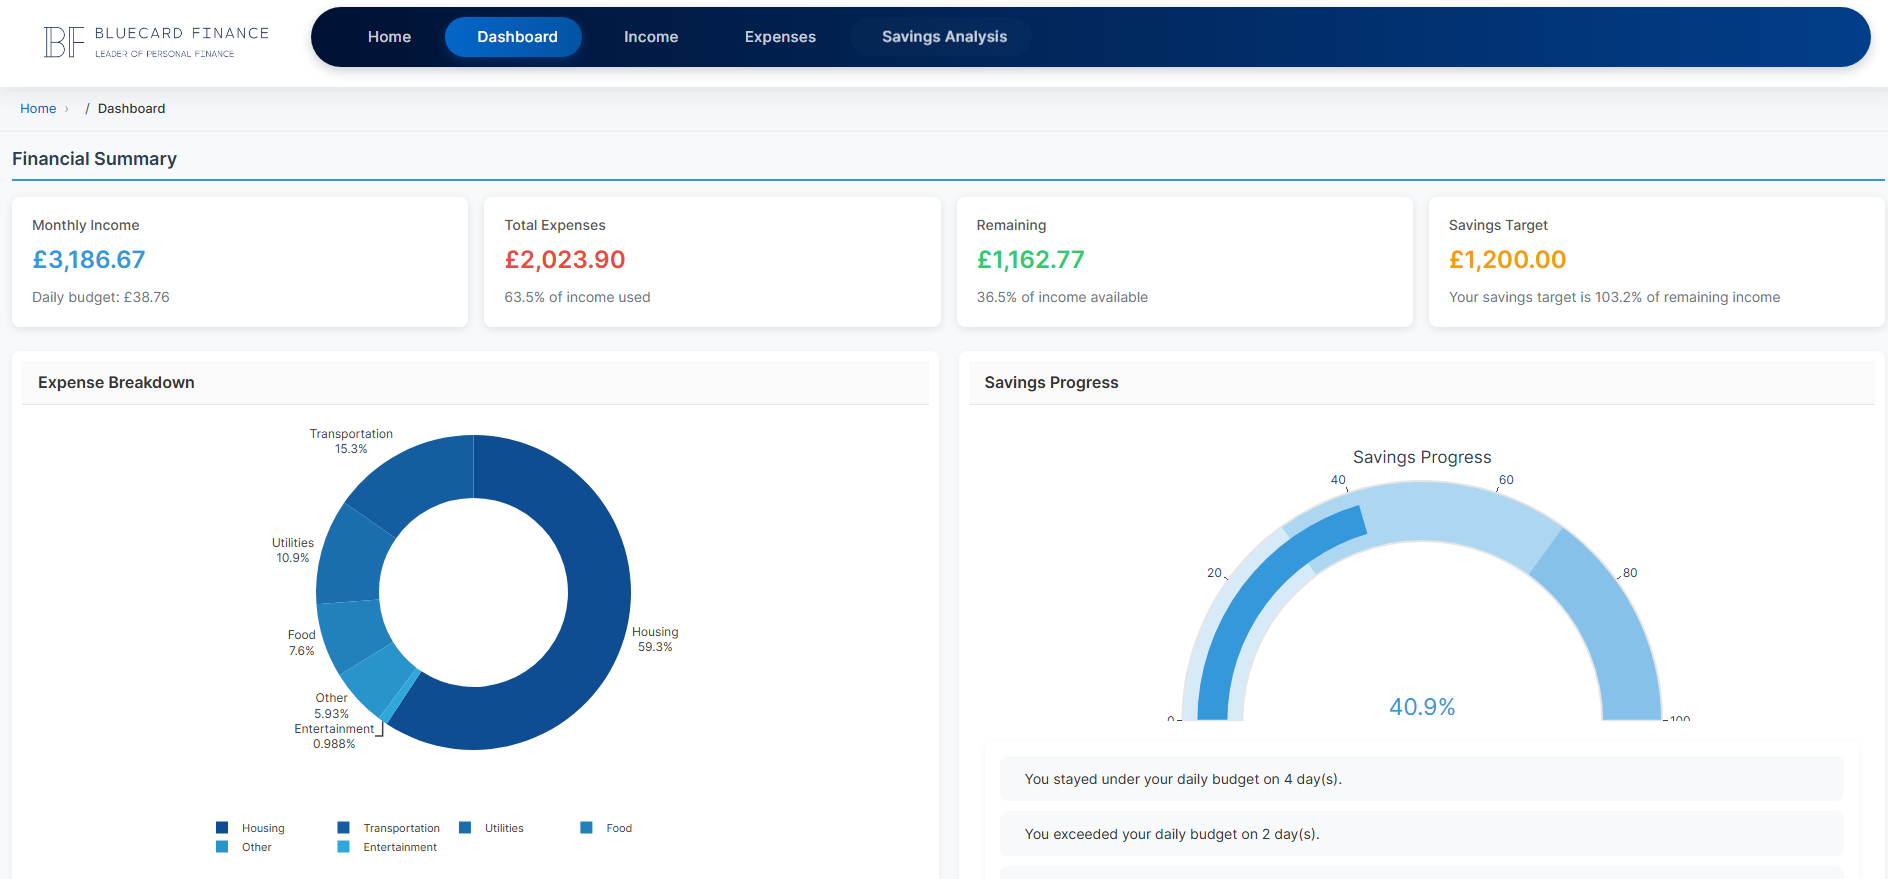 BF BLUECARD FINANCE
LEADER OF PERSONAL FINANCE
Home Dashboard Income Expenses Savings Analysis
Home › / Dashboard
Financial Summary
Monthly Income
£3,186.67
Daily budget: £38.76
Total Expenses
£2,023.90
63.5% of income used
Remaining
£1,162.77
36.5% of income available
Savings Target
£1,200.00
Your savings target is 103.2% of remaining income
Expense Breakdown
Transportation
15.3%
Utilities
10.9%
Food
7.6%
Other
5.93%
Entertainment
0.988%
Housing
59.3%
Housing Transportation Utilities Food
Other Entertainment
Savings Progress
Savings Progress
40 60
20 80
40.9%
0 100
You stayed under your daily budget on 4 day(s).
You exceeded your daily budget on 2 day(s).